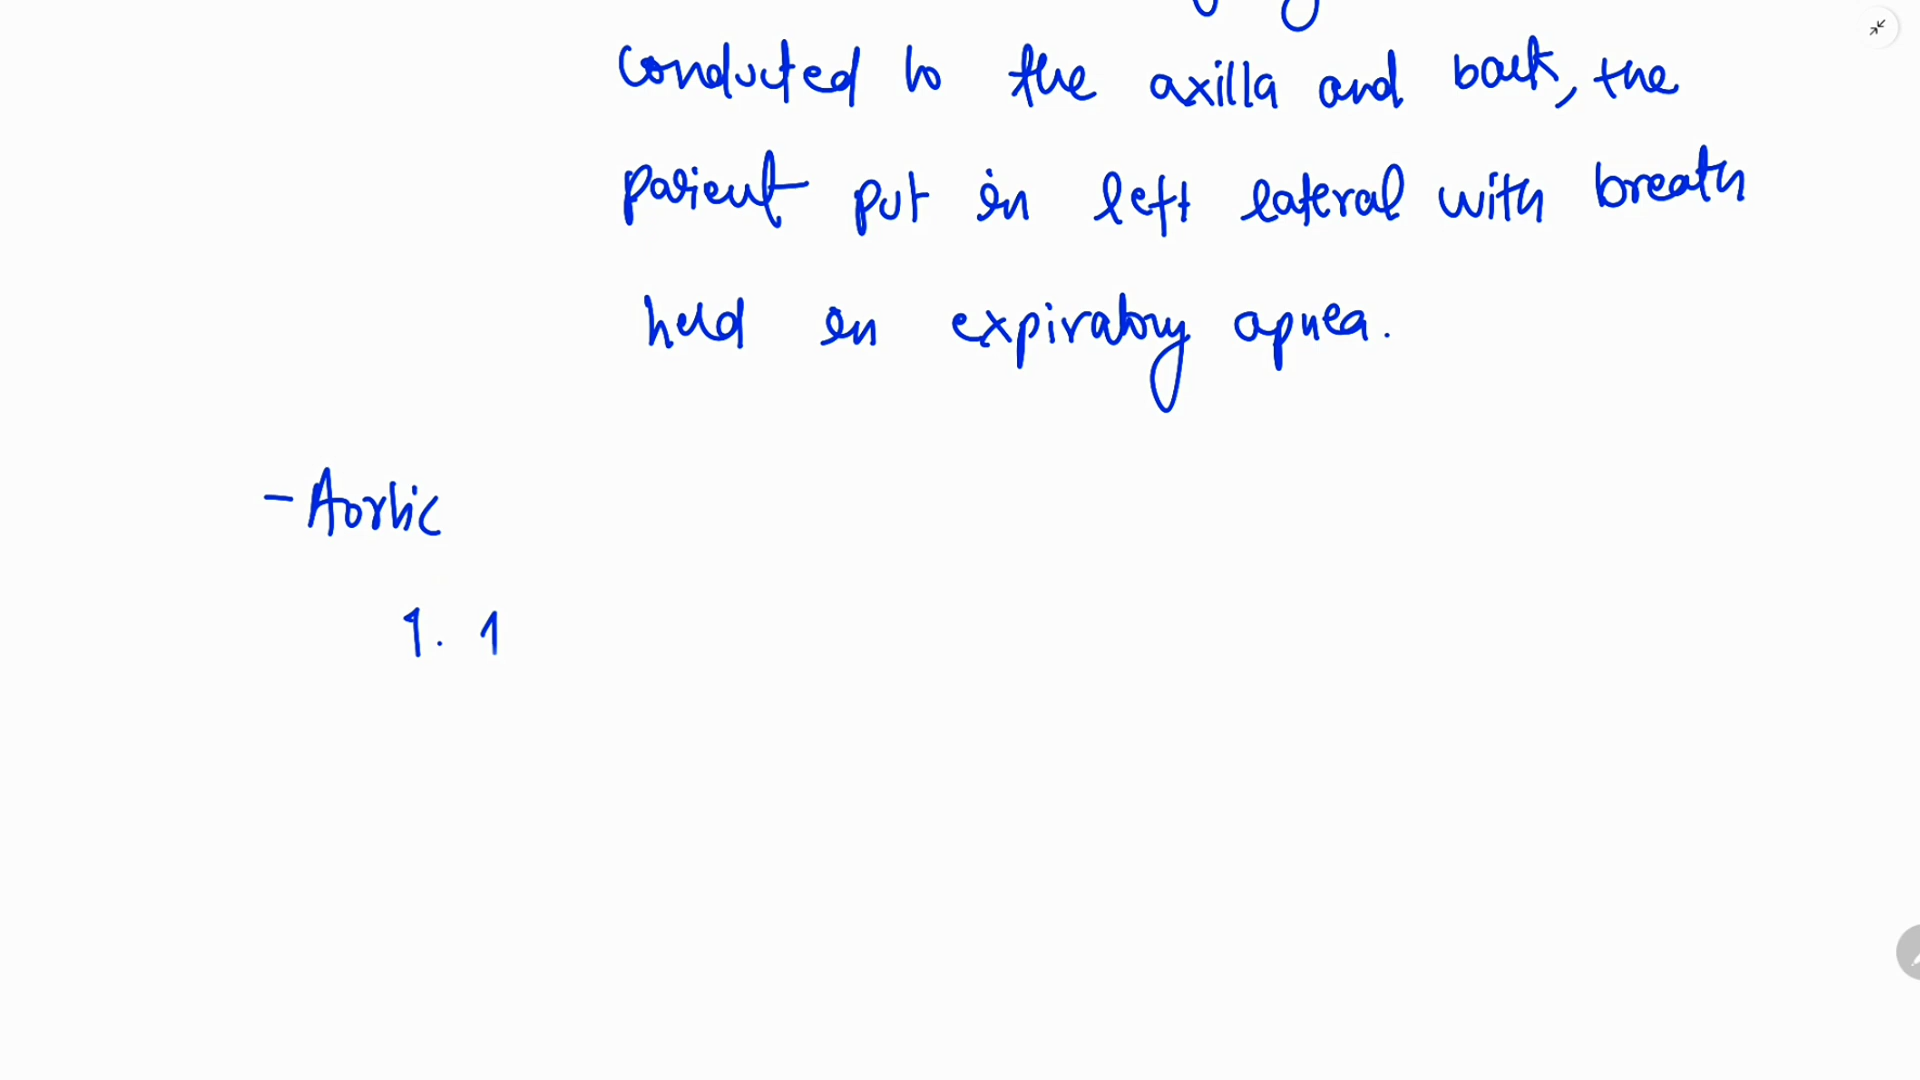 conducted to the axilla and back, the
patient put in left lateral with breath
held in expiratory apnea.
- Aortic
1. 1